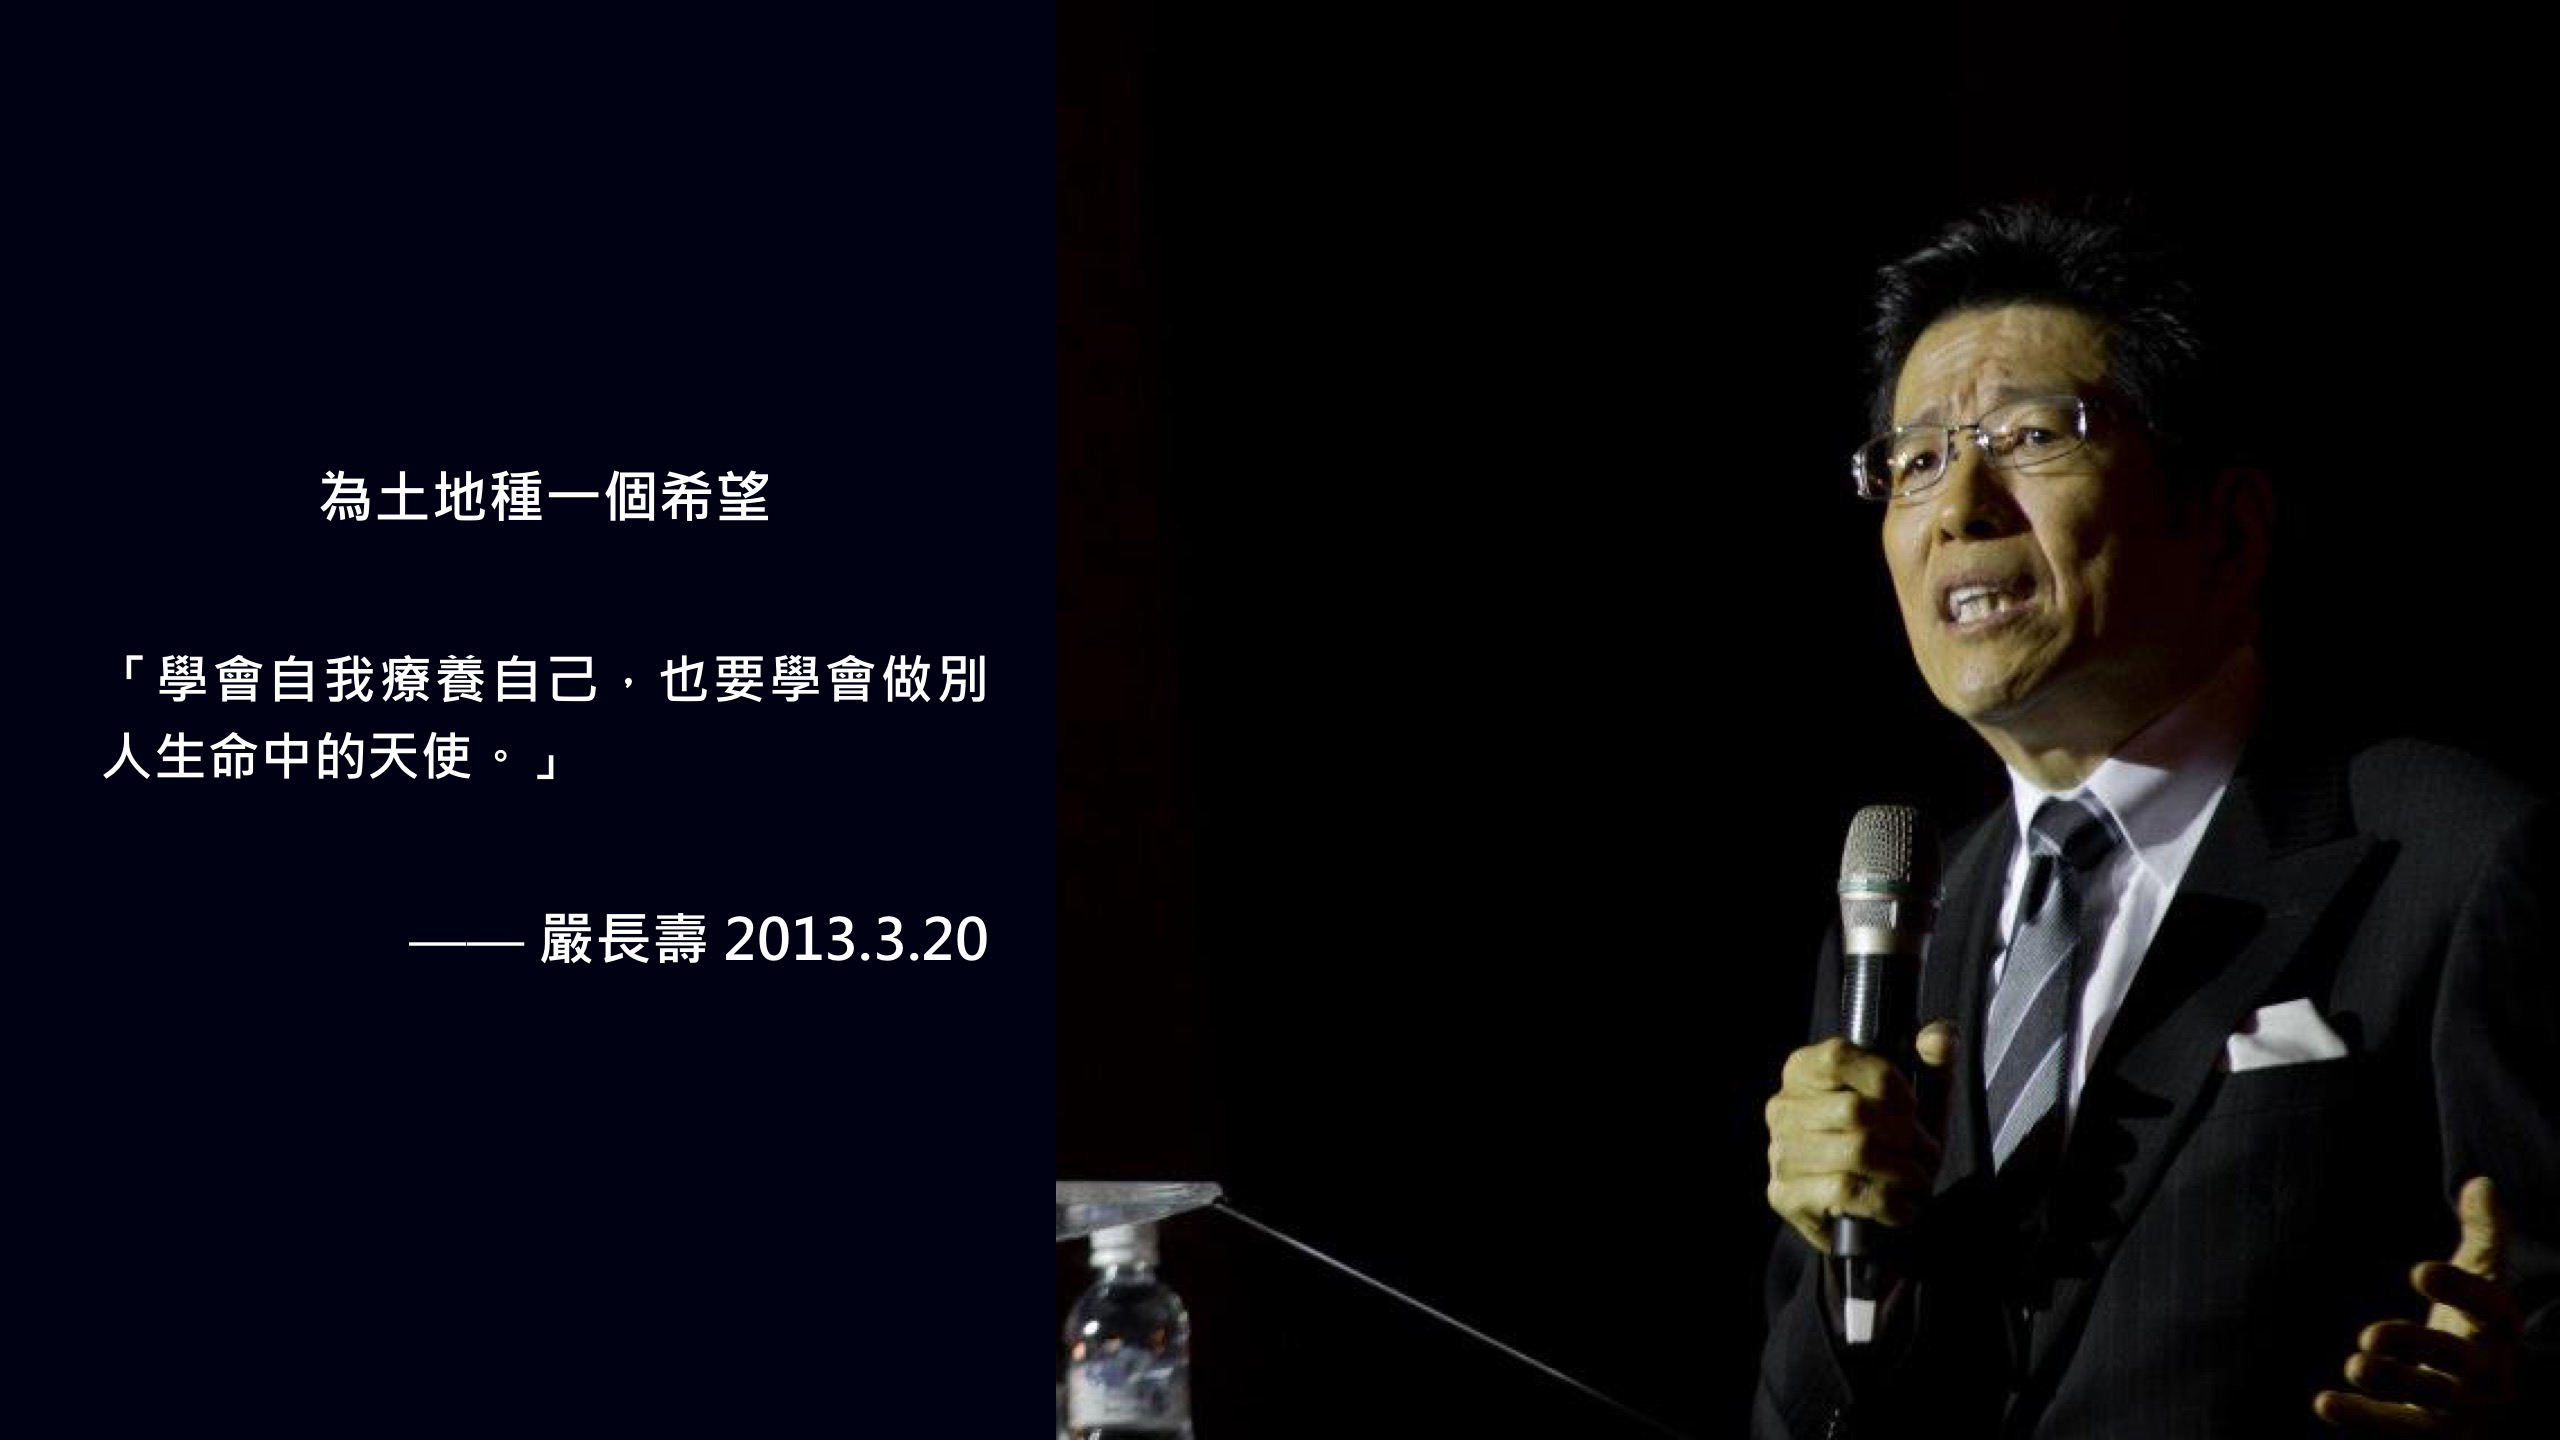 為土地種一個希望
「學會自我療養自己，也要學會做別
人生命中的天使。」
—— 嚴長壽 2013.3.20